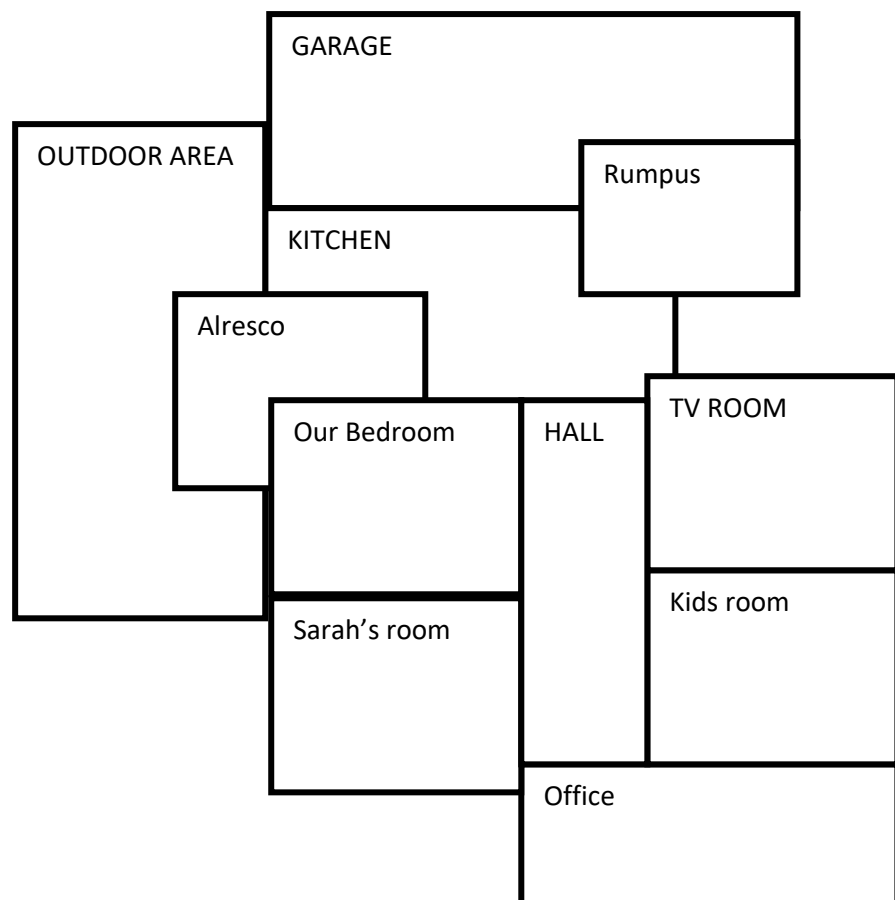 GARAGE
OUTDOOR AREA
Rumpus
KITCHEN
Alresco
TV ROOM
Our Bedroom
HALL
Kids room
Sarah’s room
Office